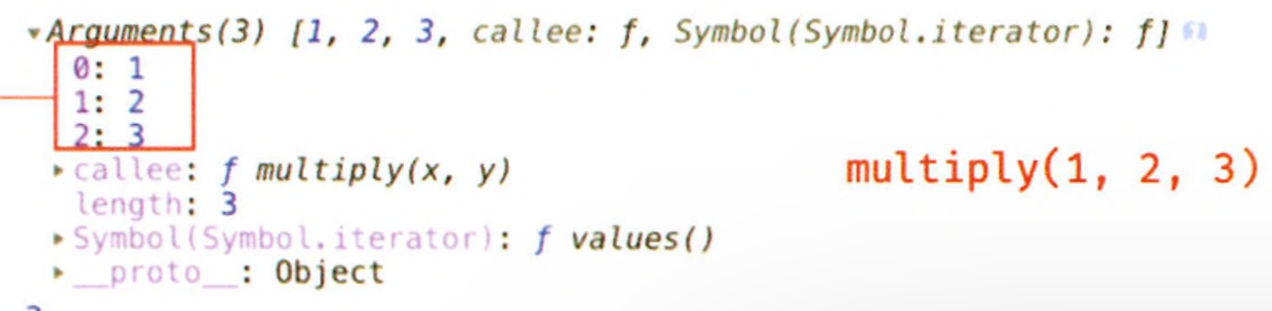 ▾Arguments(3) [1, 2, 3, callee: f, Symbol(Symbol.iterator): f]
0: 1
1: 2
2: 3
▸callee: f multiply(x, y)
multiply(1, 2, 3)
length: 3
▸Symbol(Symbol.iterator): f values()
▸__proto__: Object